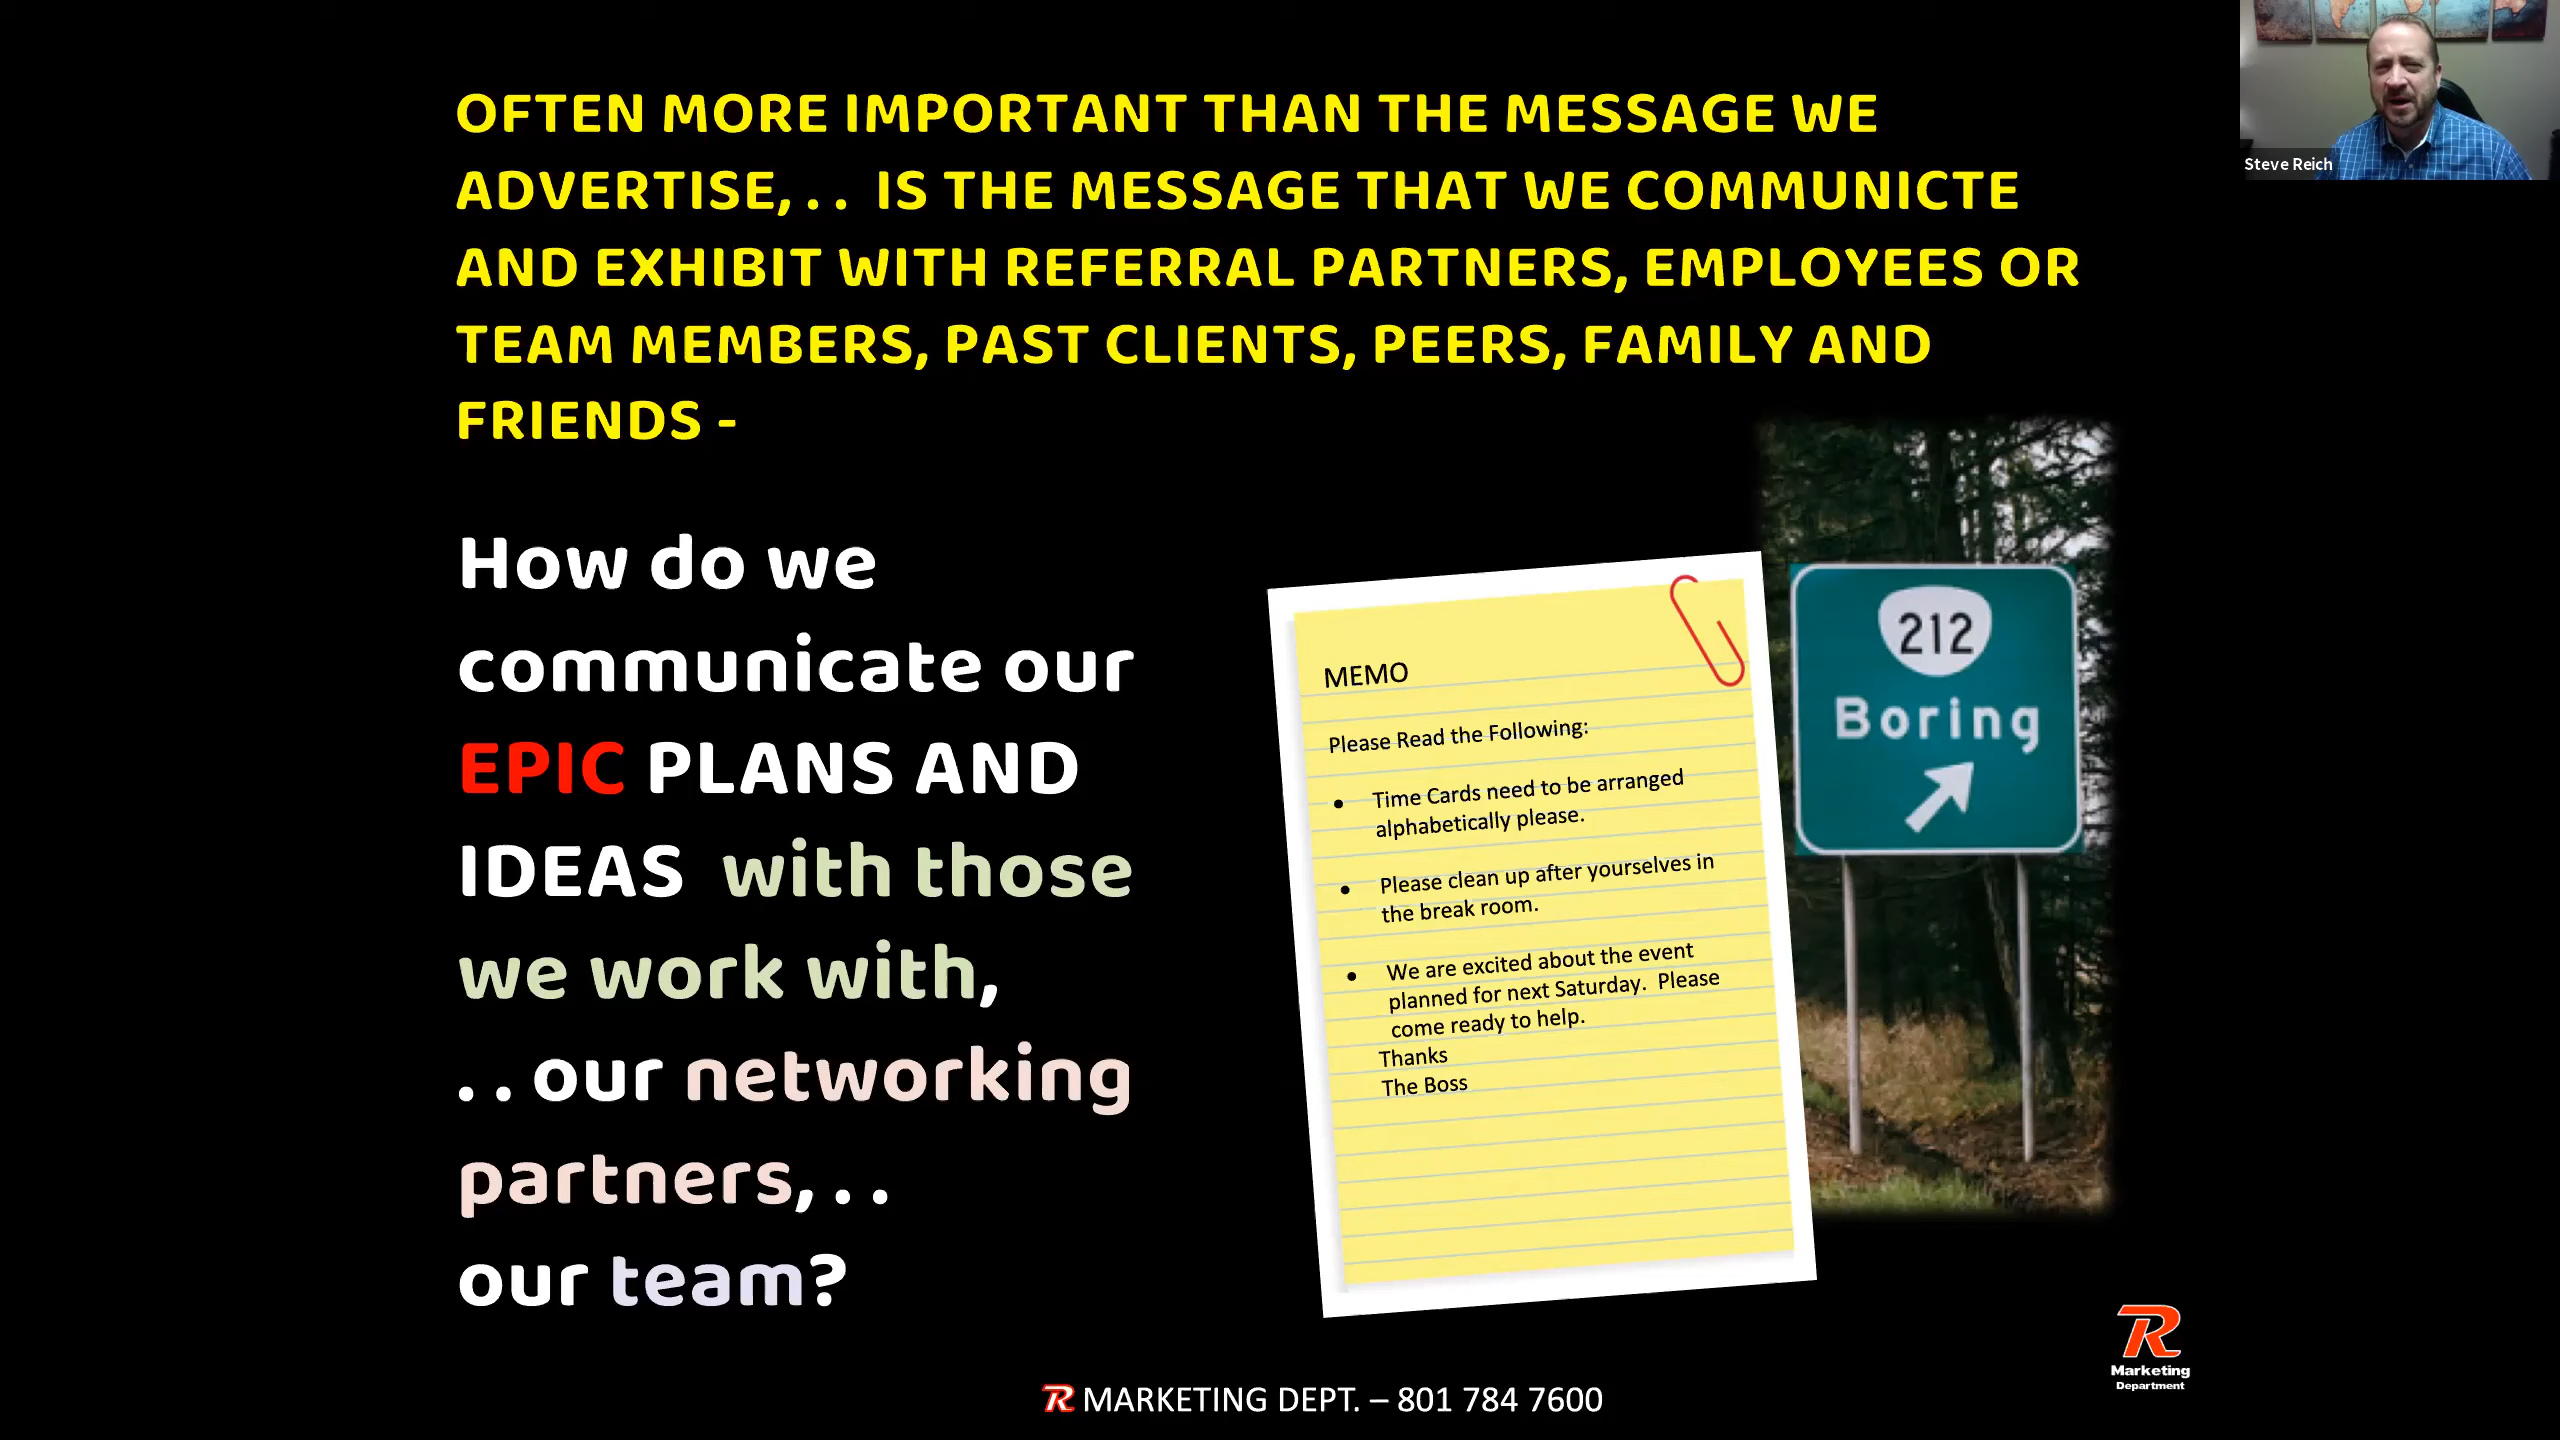 Steve Reich
OFTEN MORE IMPORTANT THAN THE MESSAGE WE
ADVERTISE, . .  IS THE MESSAGE THAT WE COMMUNICTE
AND EXHIBIT WITH REFERRAL PARTNERS, EMPLOYEES OR
TEAM MEMBERS, PAST CLIENTS, PEERS, FAMILY AND
FRIENDS -
How do we
communicate our
EPIC PLANS AND
IDEAS  with those
we work with,
. . our networking
partners, . .
our team?
MEMO
Please Read the Following:
• Time Cards need to be arranged
alphabetically please.
• Please clean up after yourselves in
the break room.
• We are excited about the event
planned for next Saturday.  Please
come ready to help.
Thanks
The Boss
212
Boring
R
Marketing
Department
R MARKETING DEPT. – 801 784 7600